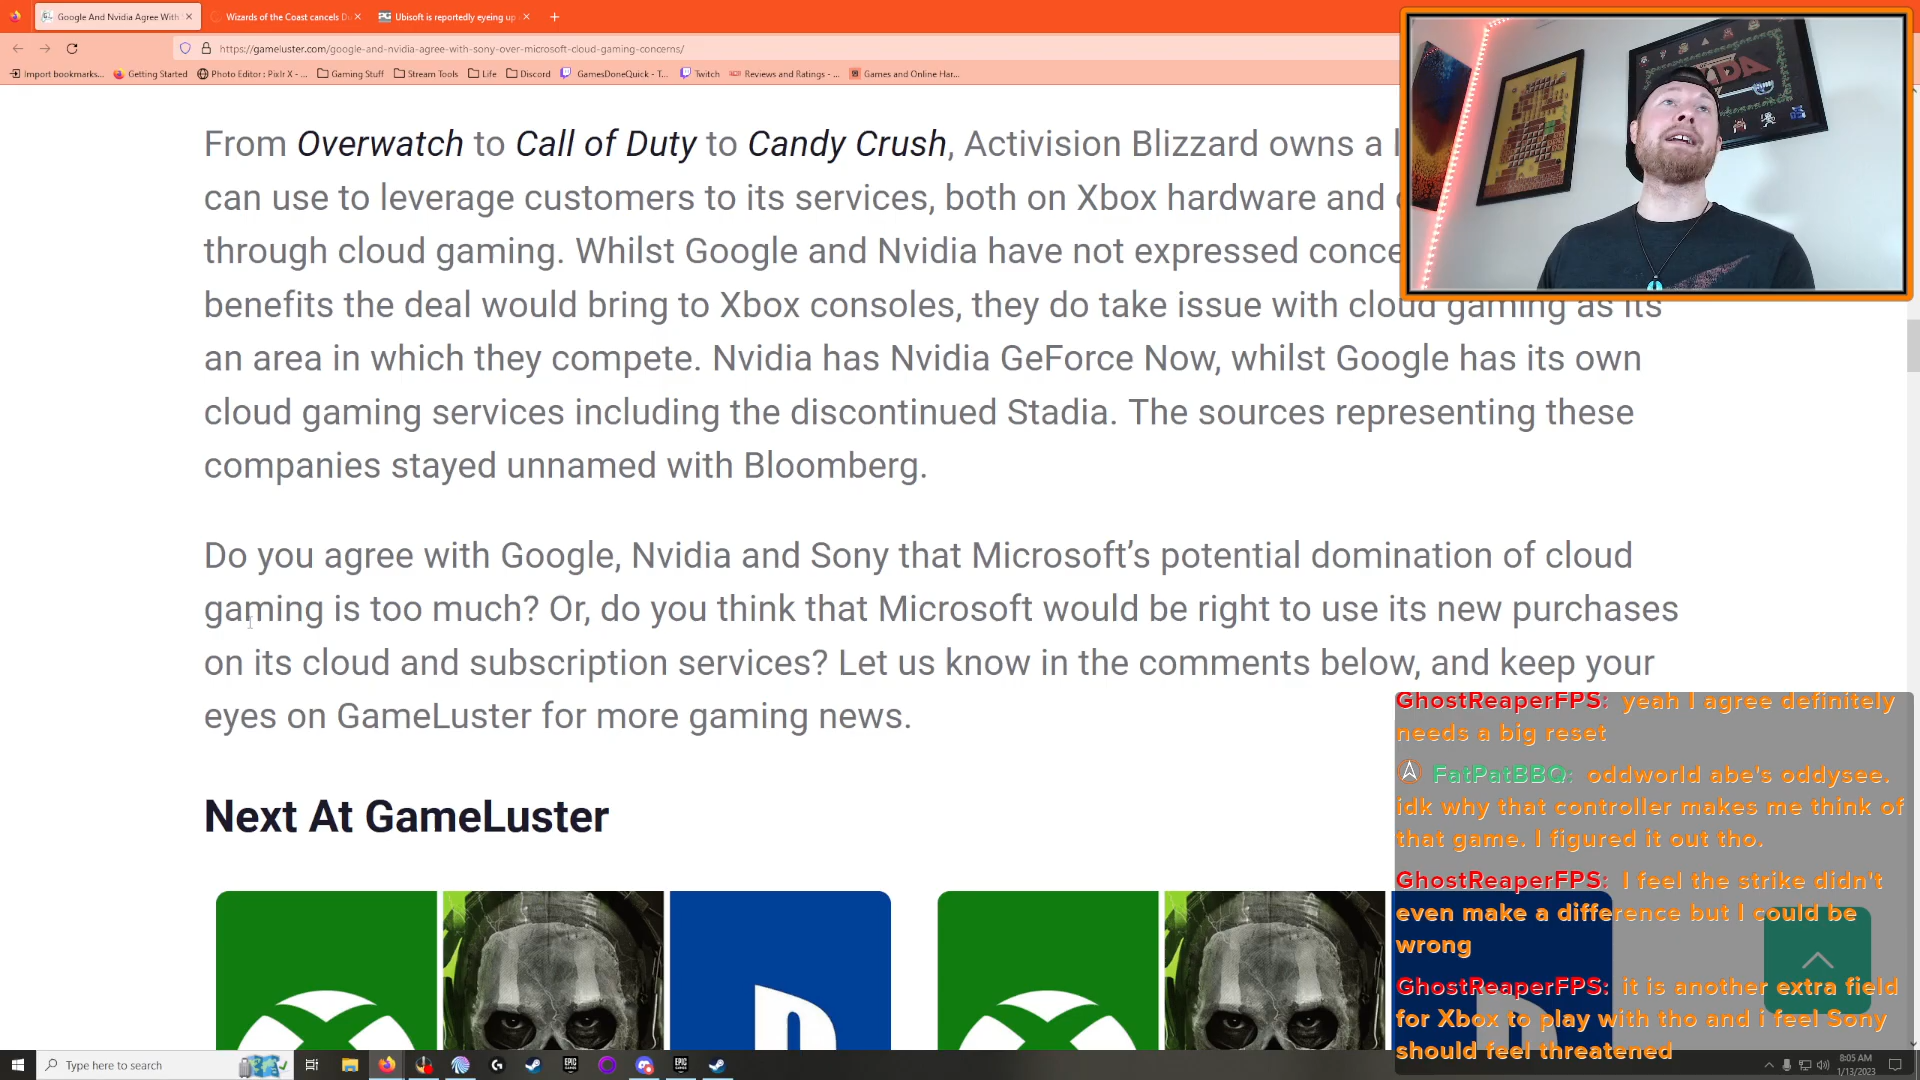 Google And Nvidia Agree With S
Wizards of the Coast cancels Du
Ubisoft is reportedly eyeing up
https://gameluster.com/google-and-nvidia-agree-with-sony-over-microsoft-cloud-gaming-concerns/
Import bookmarks...
Getting Started
Photo Editor : Pixlr X - ...
Gaming Stuff
Stream Tools
Life
Discord
GamesDoneQuick - T...
Twitch
Reviews and Ratings - ...
Games and Online Har...
From Overwatch to Call of Duty to Candy Crush, Activision Blizzard owns a
can use to leverage customers to its services, both on Xbox hardware and
through cloud gaming. Whilst Google and Nvidia have not expressed conce
benefits the deal would bring to Xbox consoles, they do take issue with cloud gaming as its
an area in which they compete. Nvidia has Nvidia GeForce Now, whilst Google has its own
cloud gaming services including the discontinued Stadia. The sources representing these
companies stayed unnamed with Bloomberg.
Do you agree with Google, Nvidia and Sony that Microsoft’s potential domination of cloud
gaming is too much? Or, do you think that Microsoft would be right to use its new purchases
on its cloud and subscription services? Let us know in the comments below, and keep your
eyes on GameLuster for more gaming news.
Next At GameLuster
GhostReaperFPS: yeah I agree definitely
needs a big reset
FatPatBBQ: oddworld abe's oddysee.
idk why that controller makes me think of
that game. I figured it out tho.
GhostReaperFPS: I feel the strike didn't
even make a difference but I could be
wrong
GhostReaperFPS: it is another extra field
for Xbox to play with tho and i feel Sony
should feel threatened
Type here to search
8:05 AM
1/13/2023